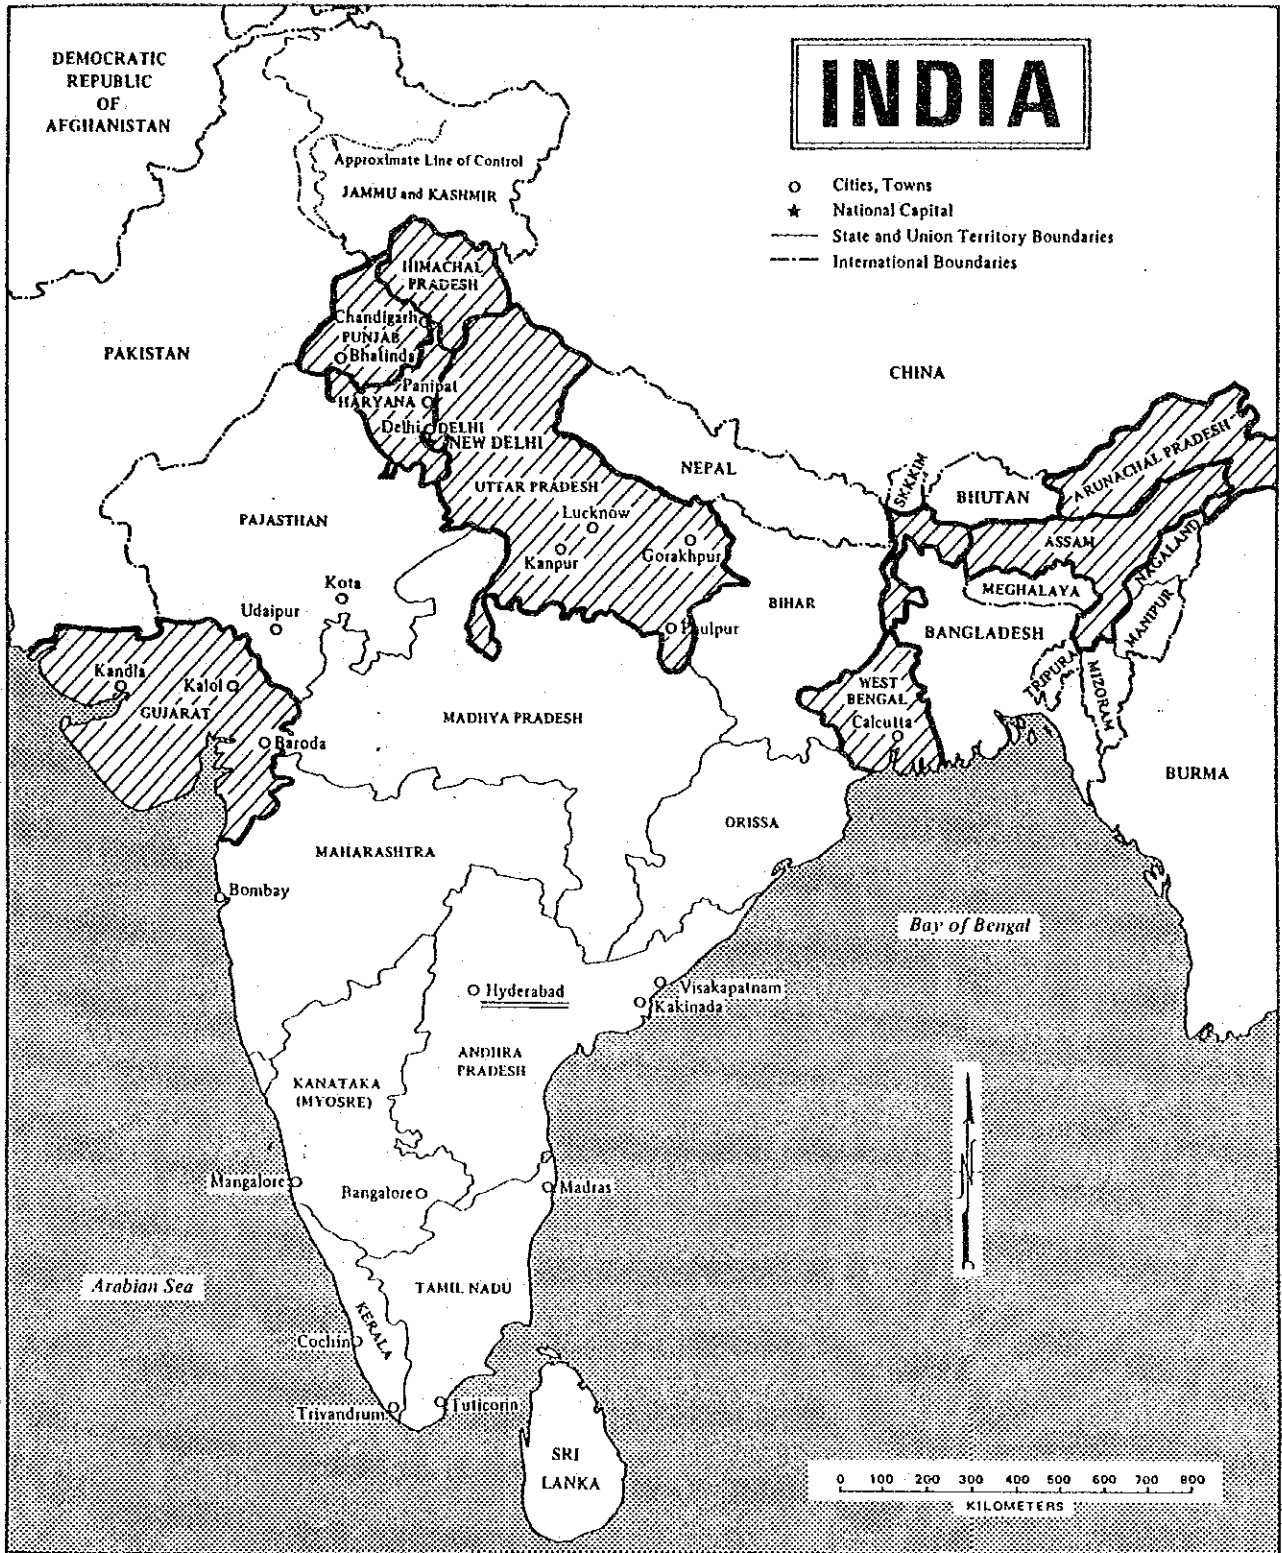 DEMOCRATIC
REPUBLIC
OF
AFGHANISTAN
INDIA
Cities, Towns
National Capital
State and Union Territory Boundaries
International Boundaries
Approximate Line of Control
JAMMU and KASHMIR
HIMACHAL
PRADESH
Chandigarh
PUNJAB
Bhatinda
PAKISTAN
CHINA
Panipat
HARYANA
Delhi
DELHI
NEW DELHI
NEPAL
SKKKIM
BHUTAN
ARUNACHAL PRADESH
UTTAR PRADESH
PAJASTHAN
Lucknow
Kanpur
Gorakhpur
ASSAM
NAGALAND
MEGHALAYA
Kota
Udaipur
BIHAR
BANGLADESH
MANIPUR
Phulpur
Kandla
Kalol
GUJARAT
Baroda
MADHYA PRADESH
WEST
BENGAL
Calcutta
TRIPURA
MIZORAM
BURMA
ORISSA
MAHARASHTRA
Bombay
Bay of Bengal
Hyderabad
Visakapatnam
Kakinada
ANDHRA
PRADESH
KANATAKA
(MYOSRE)
Mangalore
Bangalore
Madras
Arabian Sea
TAMIL NADU
KERALA
Cochin
Trivandrum
Tuticorin
SRI
LANKA
0 100 200 300 400 500 600 700 800
KILOMETERS